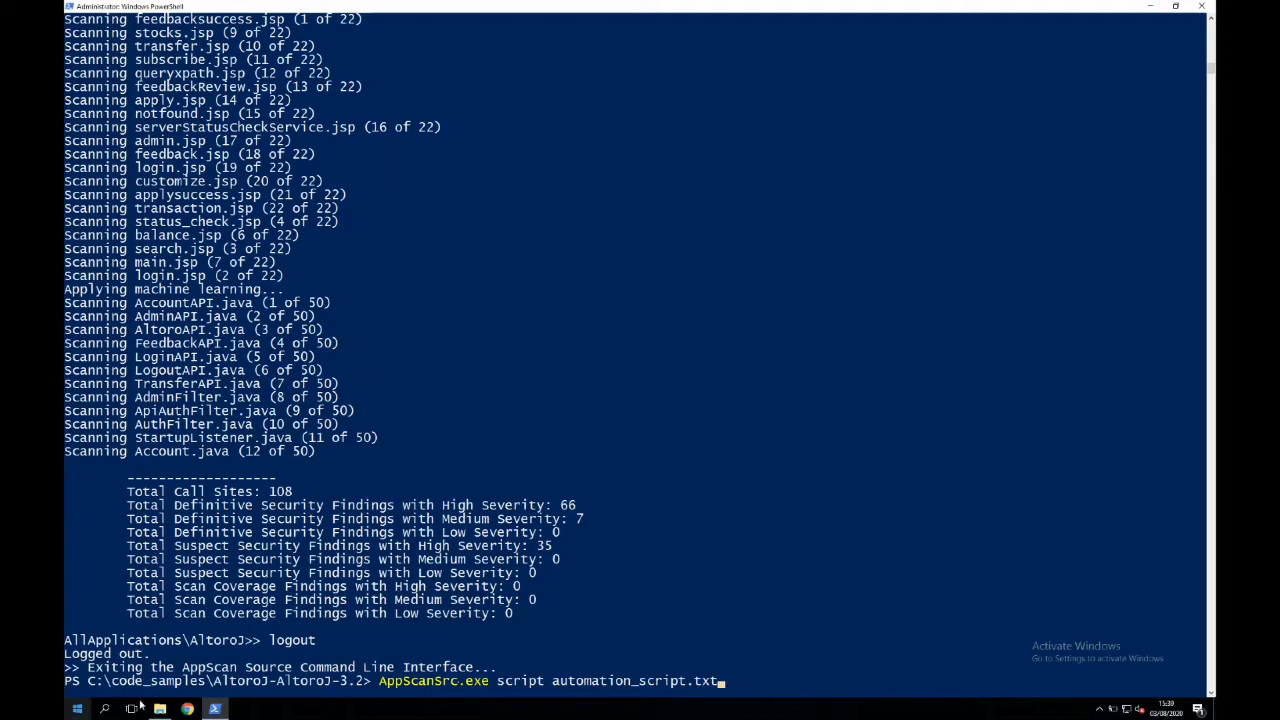 Administrator: Windows PowerShell
Scanning feedbacksuccess.jsp (1 of 22)
Scanning stocks.jsp (9 of 22)
Scanning transfer.jsp (10 of 22)
Scanning subscribe.jsp (11 of 22)
Scanning queryxpath.jsp (12 of 22)
Scanning feedbackReview.jsp (13 of 22)
Scanning apply.jsp (14 of 22)
Scanning notfound.jsp (15 of 22)
Scanning serverStatusCheckService.jsp (16 of 22)
Scanning admin.jsp (17 of 22)
Scanning feedback.jsp (18 of 22)
Scanning login.jsp (19 of 22)
Scanning customize.jsp (20 of 22)
Scanning applysuccess.jsp (21 of 22)
Scanning transaction.jsp (22 of 22)
Scanning status_check.jsp (4 of 22)
Scanning balance.jsp (6 of 22)
Scanning search.jsp (3 of 22)
Scanning main.jsp (7 of 22)
Scanning login.jsp (2 of 22)
Applying machine learning...
Scanning AccountAPI.java (1 of 50)
Scanning AdminAPI.java (2 of 50)
Scanning AltoroAPI.java (3 of 50)
Scanning FeedbackAPI.java (4 of 50)
Scanning LoginAPI.java (5 of 50)
Scanning LogoutAPI.java (6 of 50)
Scanning TransferAPI.java (7 of 50)
Scanning AdminFilter.java (8 of 50)
Scanning ApiAuthFilter.java (9 of 50)
Scanning AuthFilter.java (10 of 50)
Scanning StartupListener.java (11 of 50)
Scanning Account.java (12 of 50)
-------------------
Total Call Sites: 108
Total Definitive Security Findings with High Severity: 66
Total Definitive Security Findings with Medium Severity: 7
Total Definitive Security Findings with Low Severity: 0
Total Suspect Security Findings with High Severity: 35
Total Suspect Security Findings with Medium Severity: 0
Total Suspect Security Findings with Low Severity: 0
Total Scan Coverage Findings with High Severity: 0
Total Scan Coverage Findings with Medium Severity: 0
Total Scan Coverage Findings with Low Severity: 0
AllApplications\AltoroJ>> logout
Logged out.
>> Exiting the AppScan Source Command Line Interface...
PS C:\code_samples\AltoroJ-AltoroJ-3.2> AppScanSrc.exe script automation_script.txt
Activate Windows
Go to Settings to activate Windows
15:39
03/08/2020